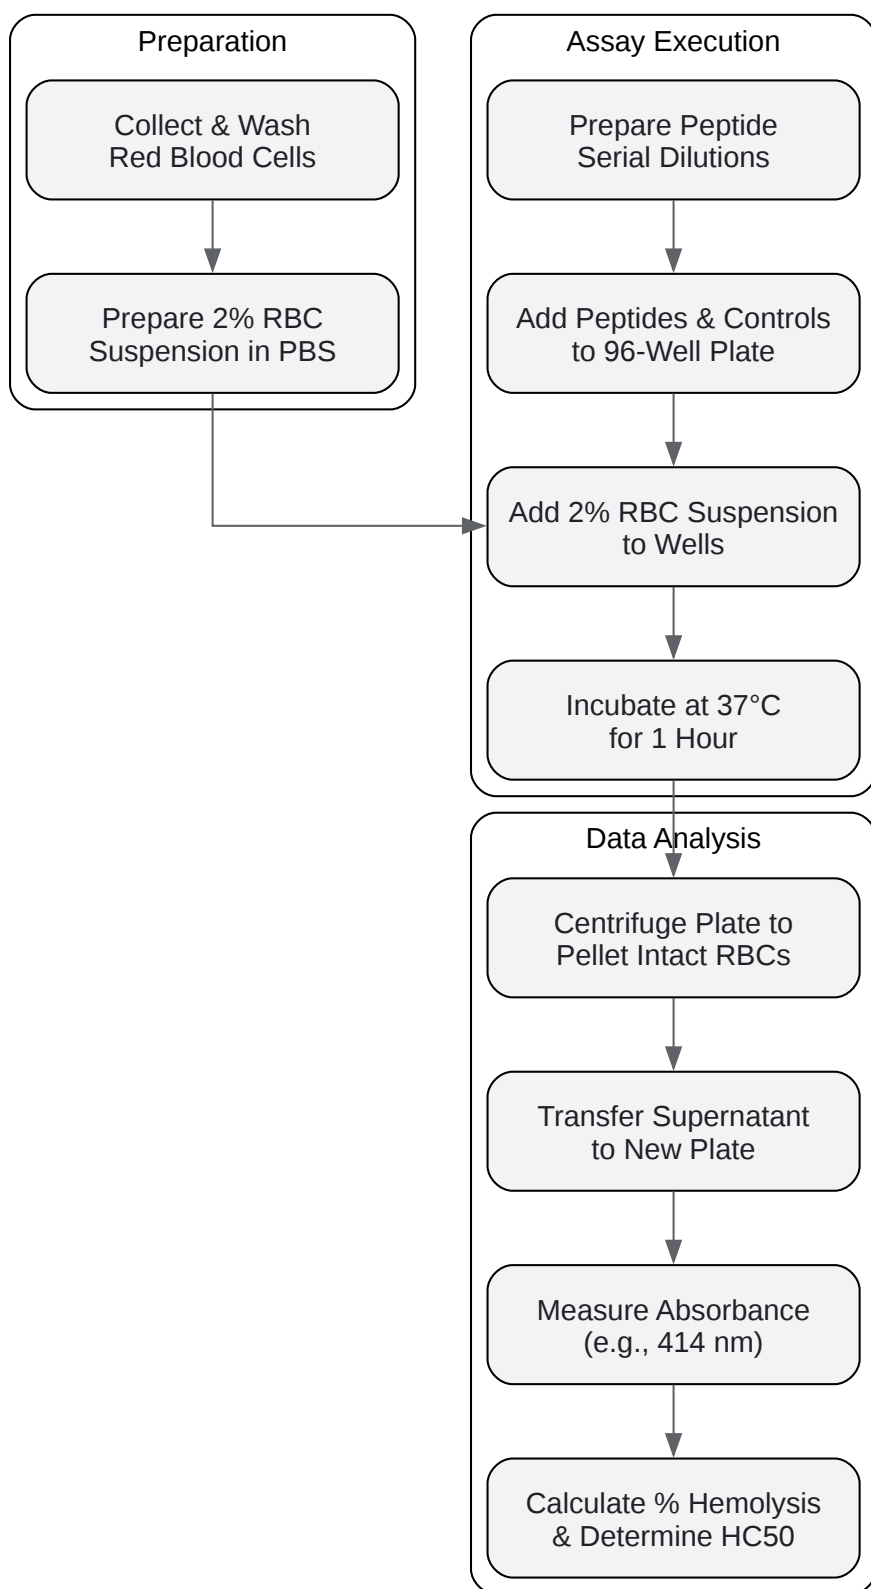 Preparation
Collect & Wash
Red Blood Cells
Prepare 2% RBC
Suspension in PBS
Assay Execution
Prepare Peptide
Serial Dilutions
Add Peptides & Controls
to 96-Well Plate
Add 2% RBC Suspension
to Wells
Incubate at 37°C
for 1 Hour
Data Analysis
Centrifuge Plate to
Pellet Intact RBCs
Transfer Supernatant
to New Plate
Measure Absorbance
(e.g., 414 nm)
Calculate % Hemolysis
& Determine HC50